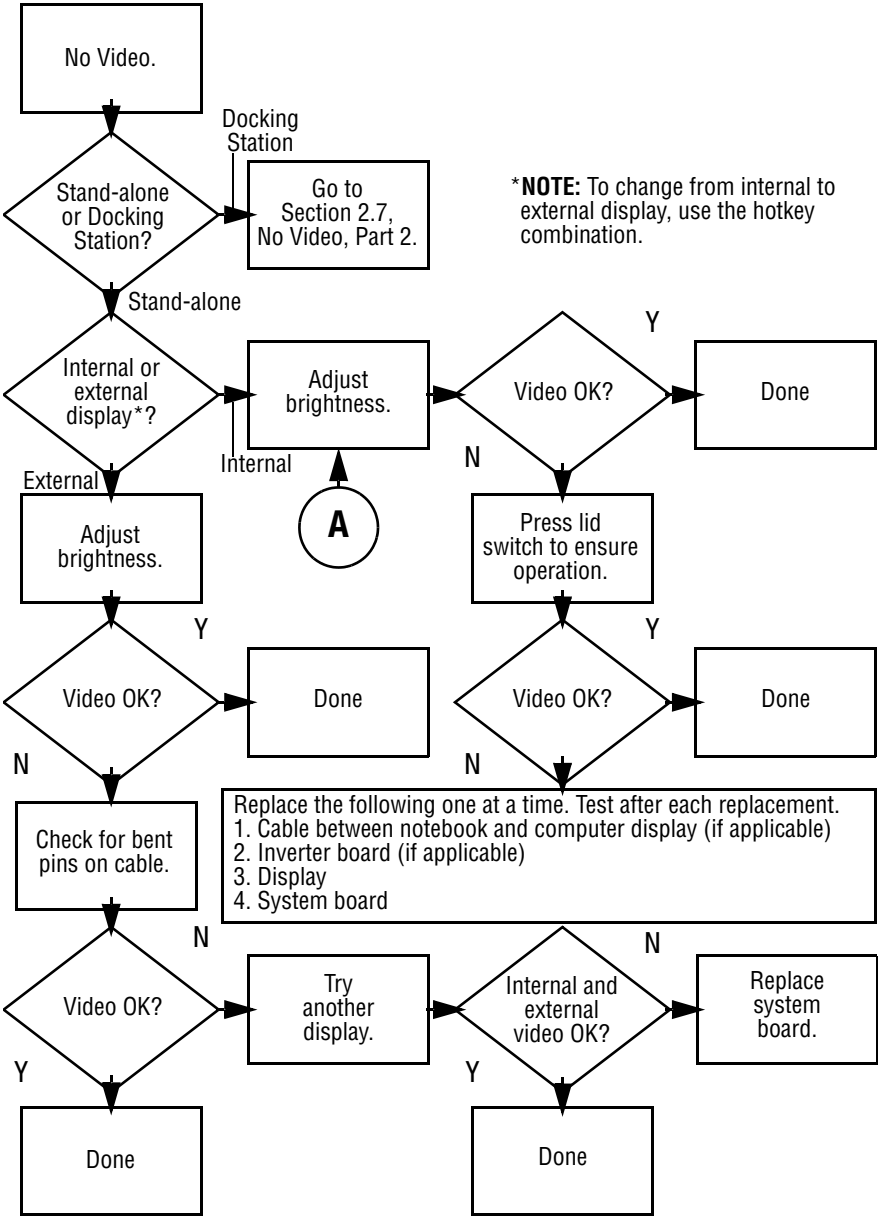 No Video.
Docking
Station
Stand-alone
or Docking
Station?
Go to
Section 2.7,
No Video, Part 2.
*NOTE: To change from internal to
external display, use the hotkey
combination.
Stand-alone
Internal or
external
display*?
Internal
External
Adjust
brightness.
Video OK?
Y
Done
N
A
Adjust
brightness.
Press lid
switch to ensure
operation.
Video OK?
Y
Done
N
Video OK?
Y
Done
N
Check for bent
pins on cable.
Replace the following one at a time. Test after each replacement.
1. Cable between notebook and computer display (if applicable)
2. Inverter board (if applicable)
3. Display
4. System board
Video OK?
N
Try
another
display.
Internal and
external
video OK?
N
Replace
system
board.
Y
Done
Y
Done